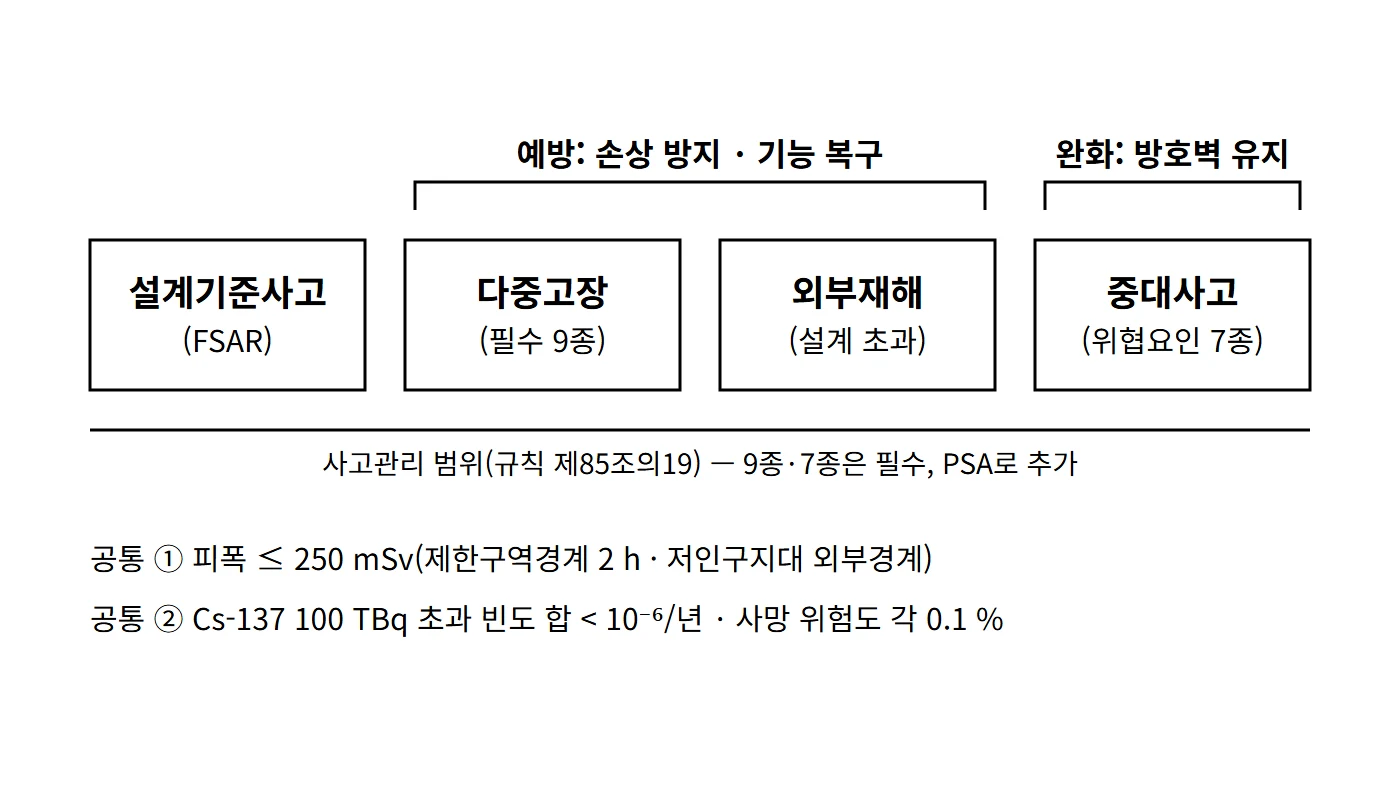 예방: 손상 방지 · 기능 복구
완화: 방호벽 유지
설계기준사고
(FSAR)
다중고장
(필수 9종)
외부재해
(설계 초과)
중대사고
(위협요인 7종)
사고관리 범위(규칙 제85조의19) — 9종·7종은 필수, PSA로 추가
공통 ① 피폭 ≤ 250 mSv(제한구역경계 2 h · 저인구지대 외부경계)
공통 ② Cs-137 100 TBq 초과 빈도 합 < 10⁻⁶/년 · 사망 위험도 각 0.1 %